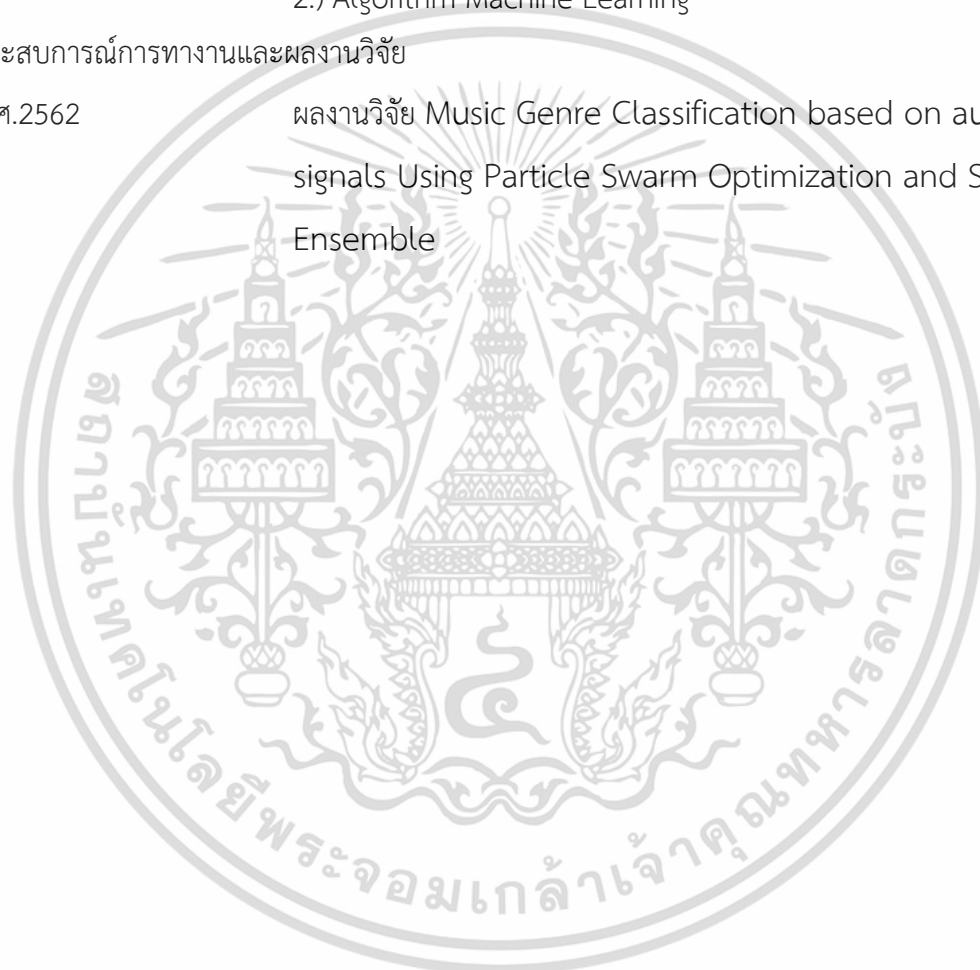 2.) Algorithm Machine Learning
ะสบการณ์การทางานและผลงานวิจัย
ศ.2562 ผลงานวิจัย Music Genre Classification based on au
signals Using Particle Swarm Optimization and S
Ensemble
สถาบันเทคโนโลยีพระจอมเกล้าเจ้าคุณทหารลาดกระบัง
๔